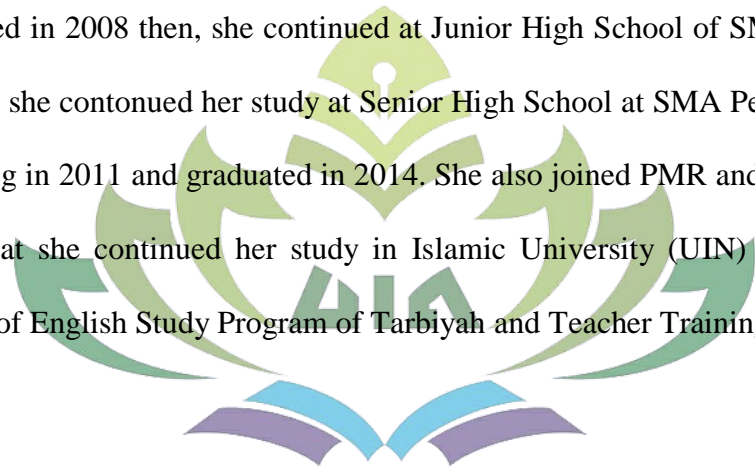 ed in 2008 then, she continued at Junior High School of SM
she contonued her study at Senior High School at SMA Pe
g in 2011 and graduated in 2014. She also joined PMR and
at she continued her study in Islamic University (UIN)
of English Study Program of Tarbiyah and Teacher Training